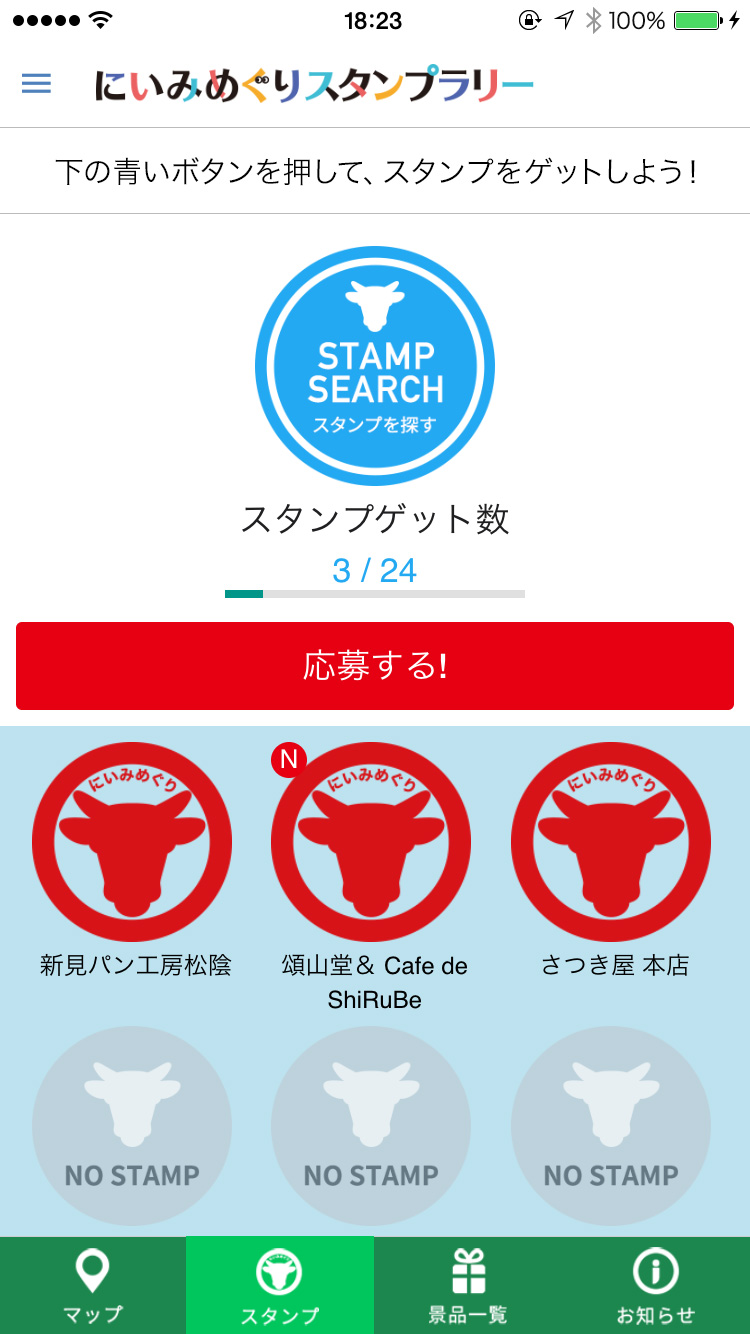 18:23
100%
にいみめぐりスタンプラリー
下の青いボタンを押して、スタンプをゲットしよう!
STAMP
SEARCH
スタンプを探す
スタンプゲット数
3 / 24
応募する!
にいみめぐり
N
にいみめぐり
にいみめぐり
新見パン工房松陰
頌山堂& Cafe de
ShiRuBe
さつき屋 本店
NO STAMP
NO STAMP
NO STAMP
マップ
スタンプ
景品一覧
お知らせ